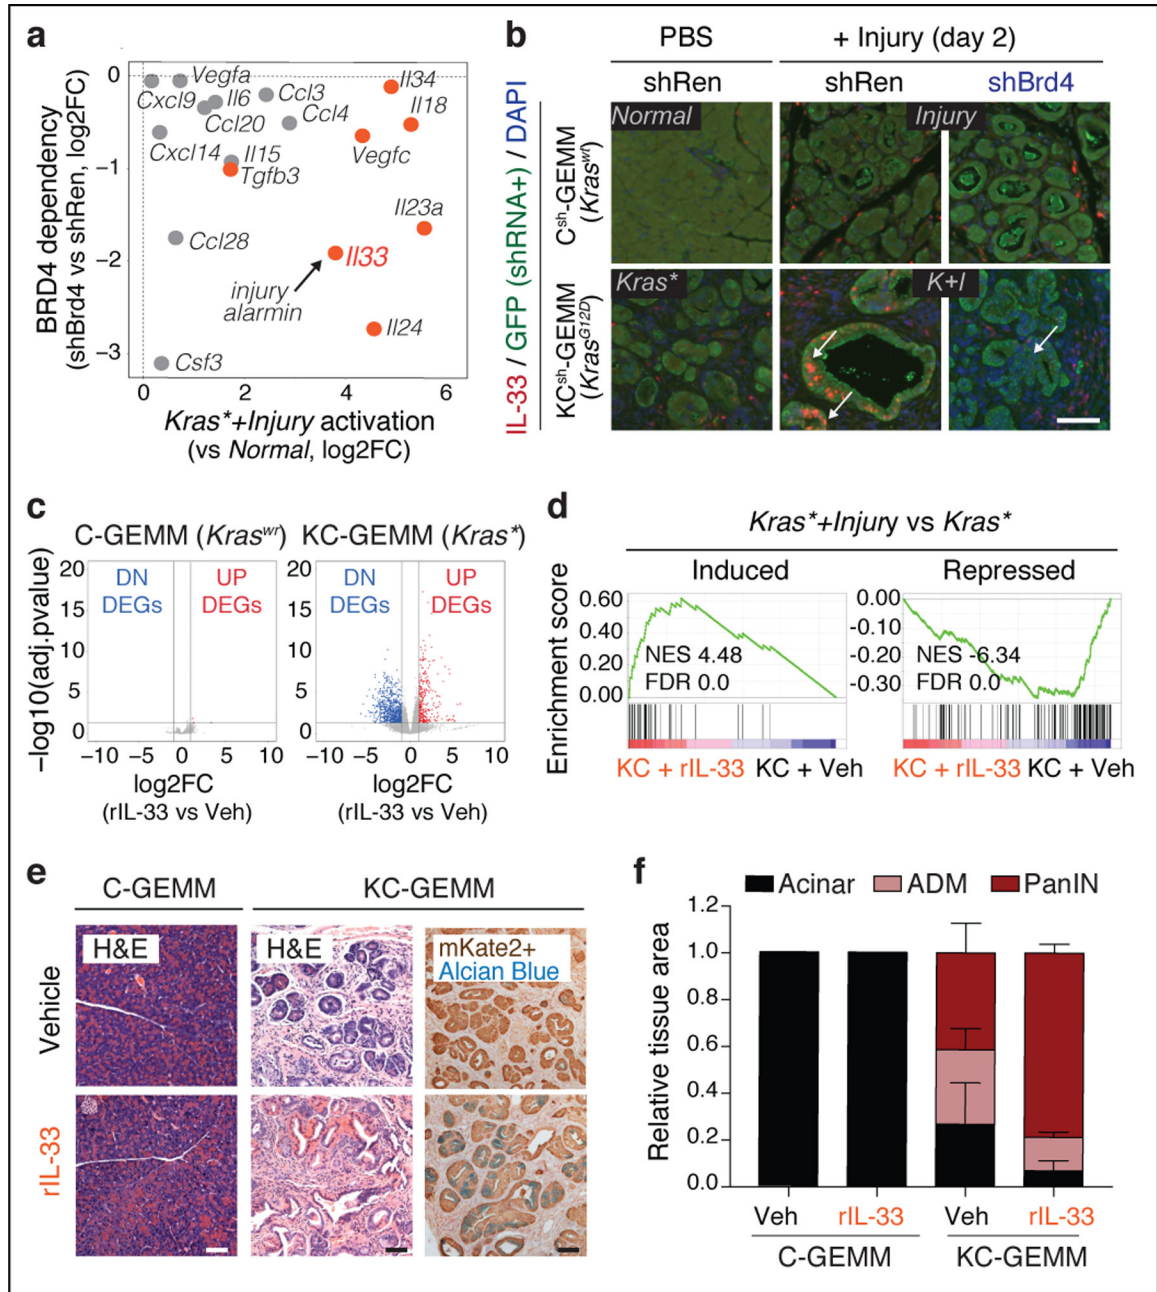 a
BRD4 dependency
(shBrd4 vs shRen, log2FC)
0
−1
−2
−3
Vegfa
Il34
Cxcl9
Il6
Ccl3
Il18
Ccl20
Ccl4
Cxcl14
Il15
Vegfc
Tgfb3
Il23a
Ccl28
Il33
injury
alarmin
Il24
Csf3
0
2
4
6
Kras*+Injury activation
(vs Normal, log2FC)
b
PBS
+ Injury (day 2)
shRen
shRen
shBrd4
IL-33 / GFP (shRNA+) / DAPI
Csh-GEMM
(Kraswt)
KCsh-GEMM
(KrasG12D)
Normal
Injury
Kras*
K+I
c
C-GEMM (Kraswt)
KC-GEMM (Kras*)
−log10(adj.pvalue)
20
15
10
5
0
DN
DEGs
UP
DEGs
−10
−5
0
5
10
log2FC
(rIL-33 vs Veh)
20
15
10
5
0
DN
DEGs
UP
DEGs
−10
−5
0
5
10
log2FC
(rIL-33 vs Veh)
d
Kras*+Injury vs Kras*
Induced
Repressed
Enrichment score
0.60
0.40
0.20
0.00
NES 4.48
FDR 0.0
KC + rIL-33
KC + Veh
0.00
-0.10
-0.20
-0.30
NES -6.34
FDR 0.0
KC + rIL-33
KC + Veh
e
C-GEMM
KC-GEMM
Vehicle
rIL-33
H&E
H&E
mKate2+
Alcian Blue
f
Acinar
ADM
PanIN
Relative tissue area
1.2
1.0
0.8
0.6
0.4
0.2
0.0
Veh
rIL-33
Veh
rIL-33
C-GEMM
KC-GEMM